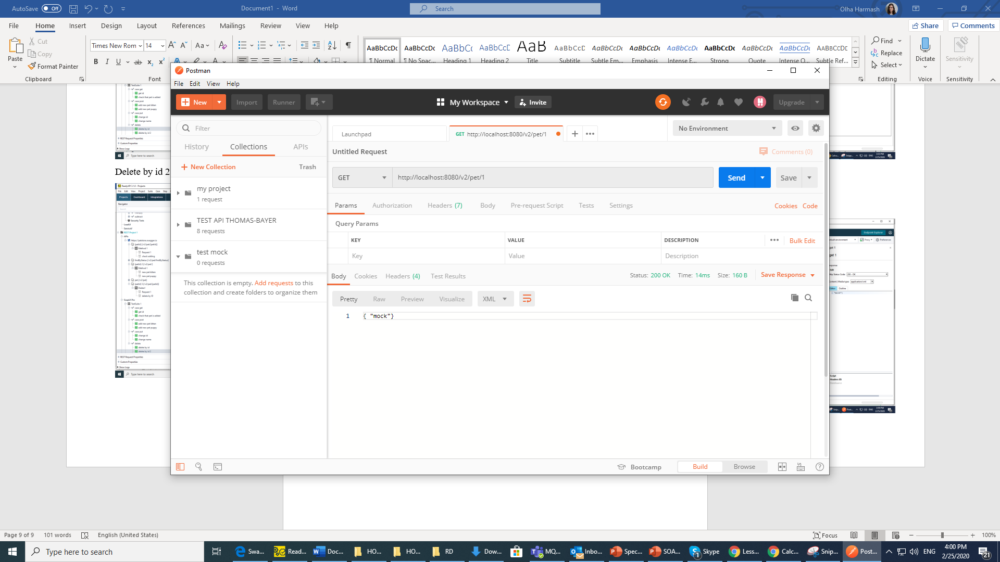 AutoSave Off Document1 - Word Search Olha Harmash
File Home Insert Design Layout References Mailings Review View Help Share Comments
Paste Cut Copy Format Painter Clipboard
Times New Rom 14 Font
AaBbCcDc AaBbCcDc AaBbCc AaBbCcD AaB AaBbCcD AaBbCcDc AaBbCcDc AaBbCcDc AaBbCcDc AaBbCcDc AaBbCcDc AABBCCDE
¶ Normal ¶ No Spac... Heading 1 Heading 2 Title Subtitle Subtle Em... Emphasis Intense E... Strong Quote Intense Q... Subtle Ref...
Find Replace Select Editing
Dictate Voice
Sensitivity Sensitivity
Delete by id 2
Postman
File Edit View Help
New Import Runner My Workspace Invite Upgrade
Filter
History Collections APIs
New Collection Trash
my project
1 request
TEST API THOMAS-BAYER
8 requests
test mock
0 requests
This collection is empty. Add requests to this
collection and create folders to organize them
Launchpad GET http://localhost:8080/v2/pet/1 No Environment
Untitled Request Comments (0)
GET http://localhost:8080/v2/pet/1 Send Save
Params Authorization Headers (7) Body Pre-request Script Tests Settings Cookies Code
Query Params
KEY VALUE DESCRIPTION Bulk Edit
Key Value Description
Body Cookies Headers (4) Test Results Status: 200 OK Time: 14ms Size: 160 B Save Response
Pretty Raw Preview Visualize XML
1 { "mock"}
Bootcamp Build Browse
Page 9 of 9 101 words English (United States) Focus 100%
Type here to search Swa... Read... Doc... HO... HO... RD Dow... MQ... Inbo... Spec... SOA... Skype Less... Calc... Snip... Post... ENG 4:00 PM
2/25/2020 21